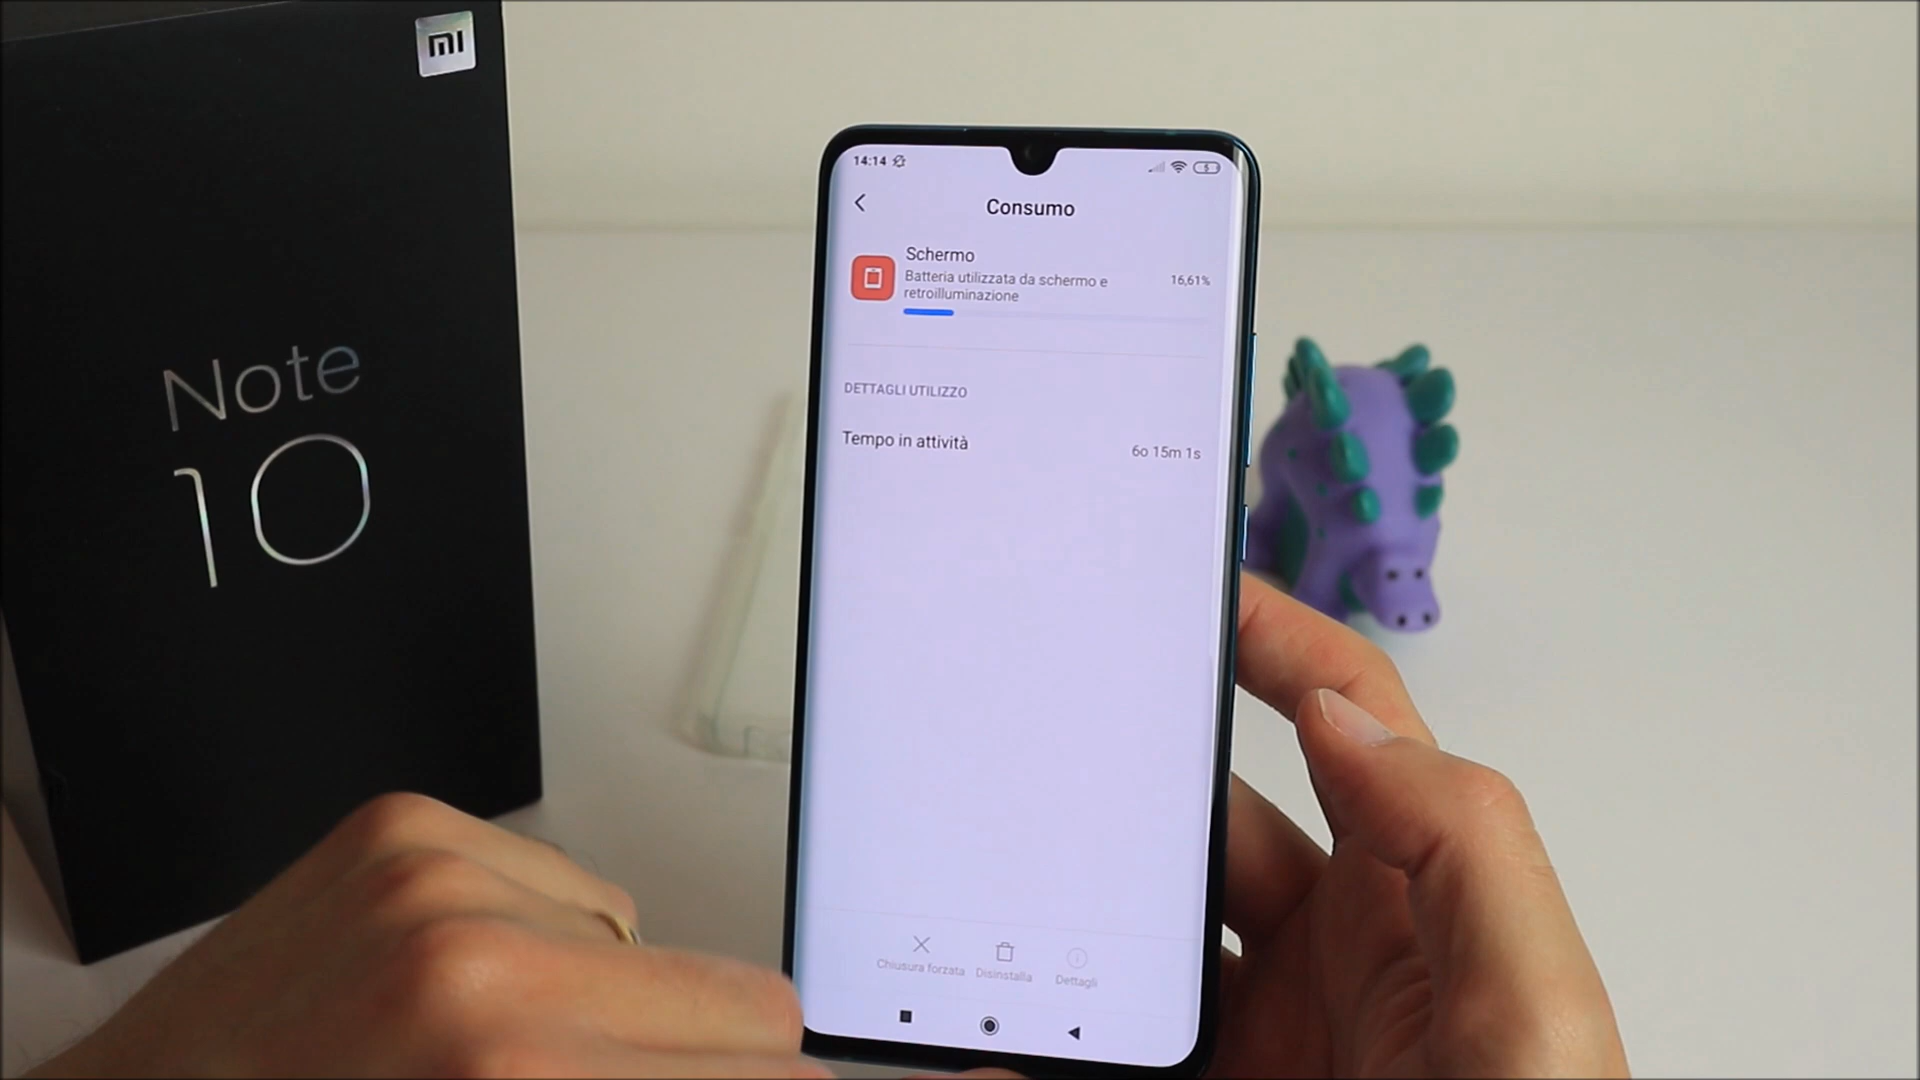 mi
Note
10
14:14
5
Consumo
Schermo
Batteria utilizzata da schermo e
retroilluminazione
16,61%
DETTAGLI UTILIZZO
Tempo in attività
6o 15m 1s
Chiusura forzata
Disinstalla
Dettagli